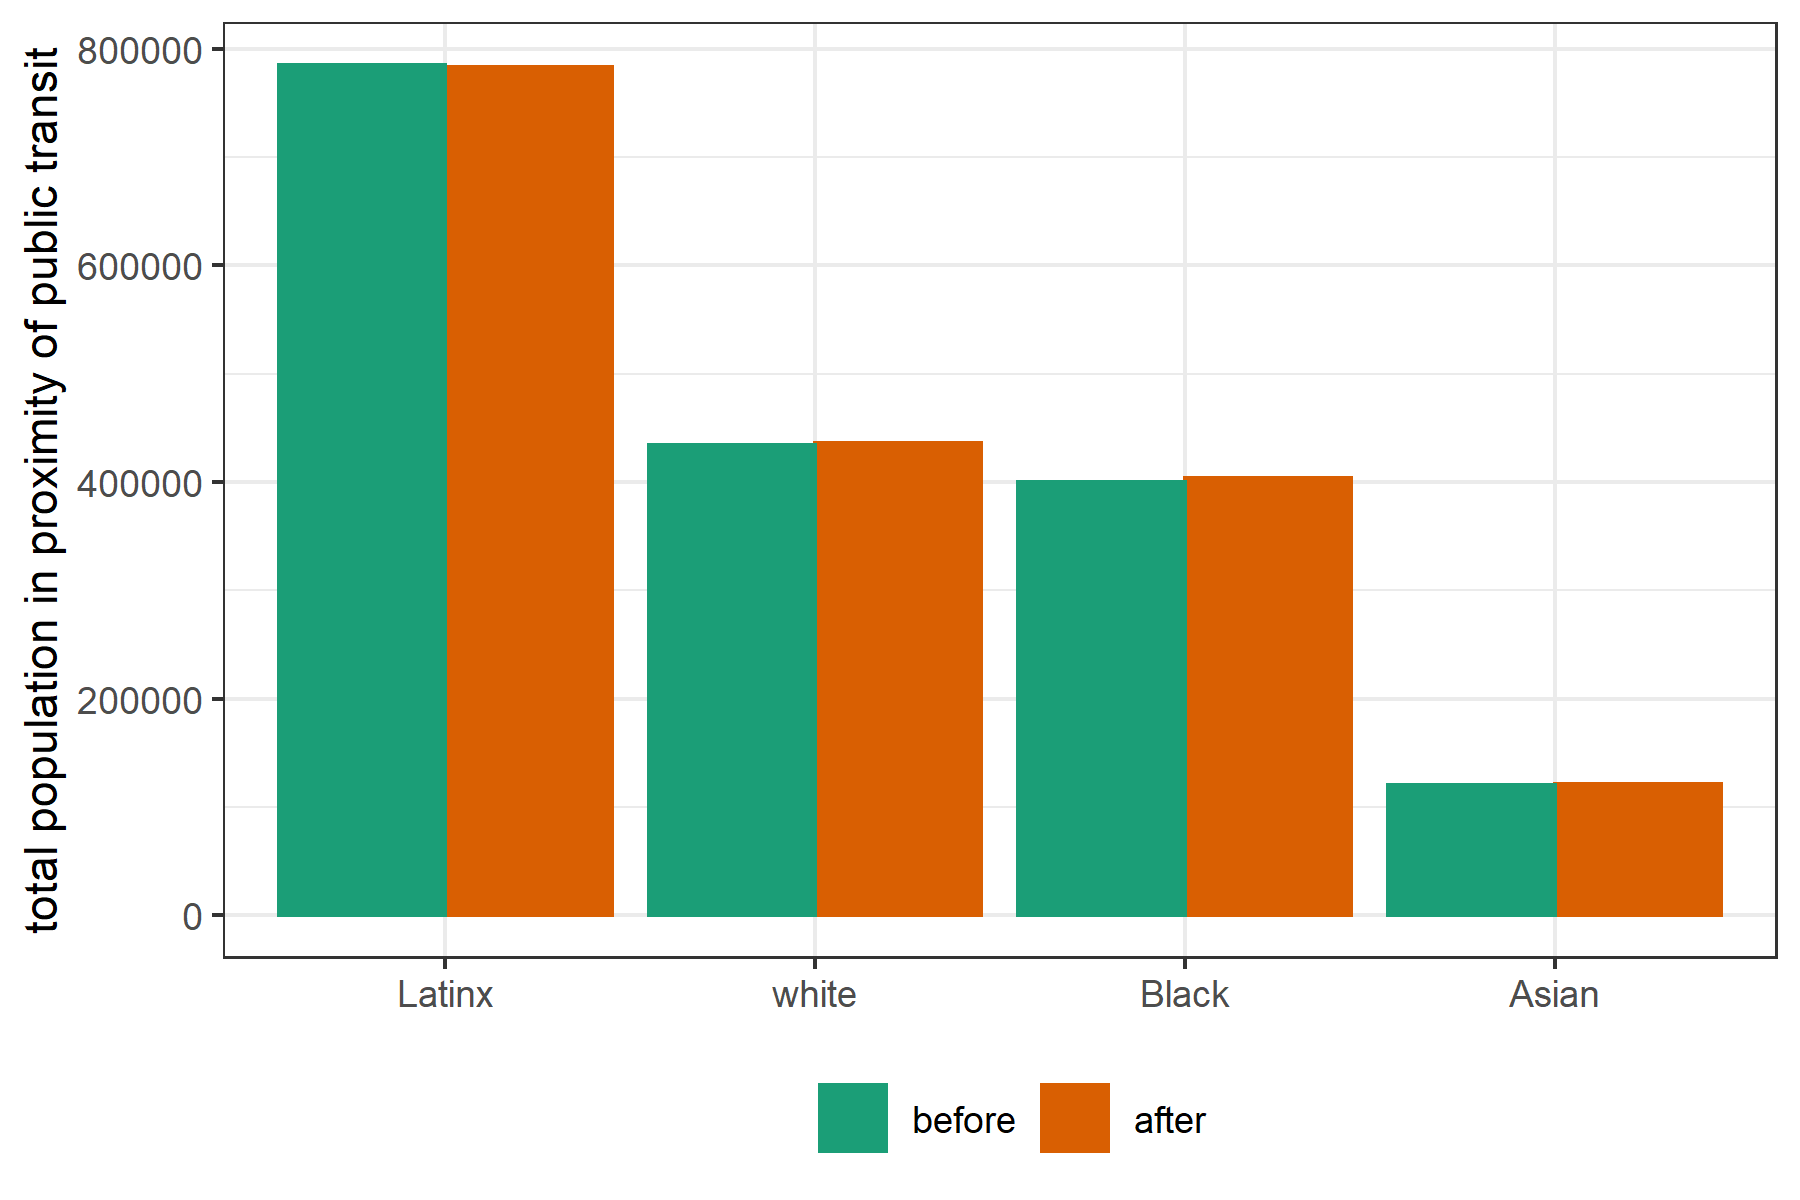 total population in proximity of public transit
800000
600000
400000
200000
0
Latinx white Black Asian
before after